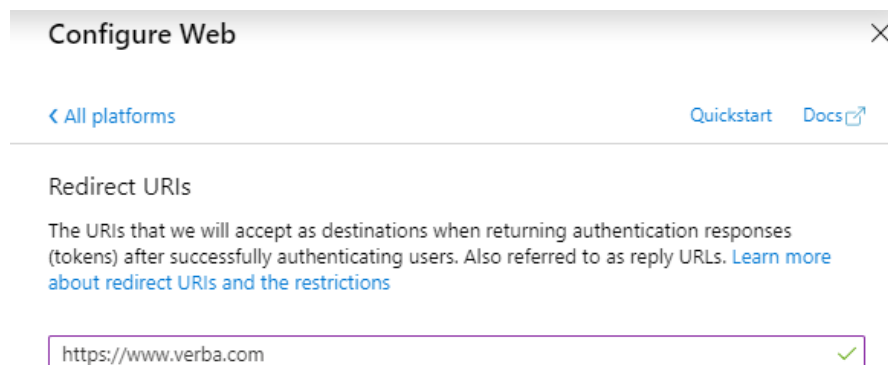 Configure Web
All platforms
Quickstart Docs
Redirect URIs
The URIs that we will accept as destinations when returning authentication responses
(tokens) after successfully authenticating users. Also referred to as reply URLs. Learn more
about redirect URIs and the restrictions
https://www.verba.com